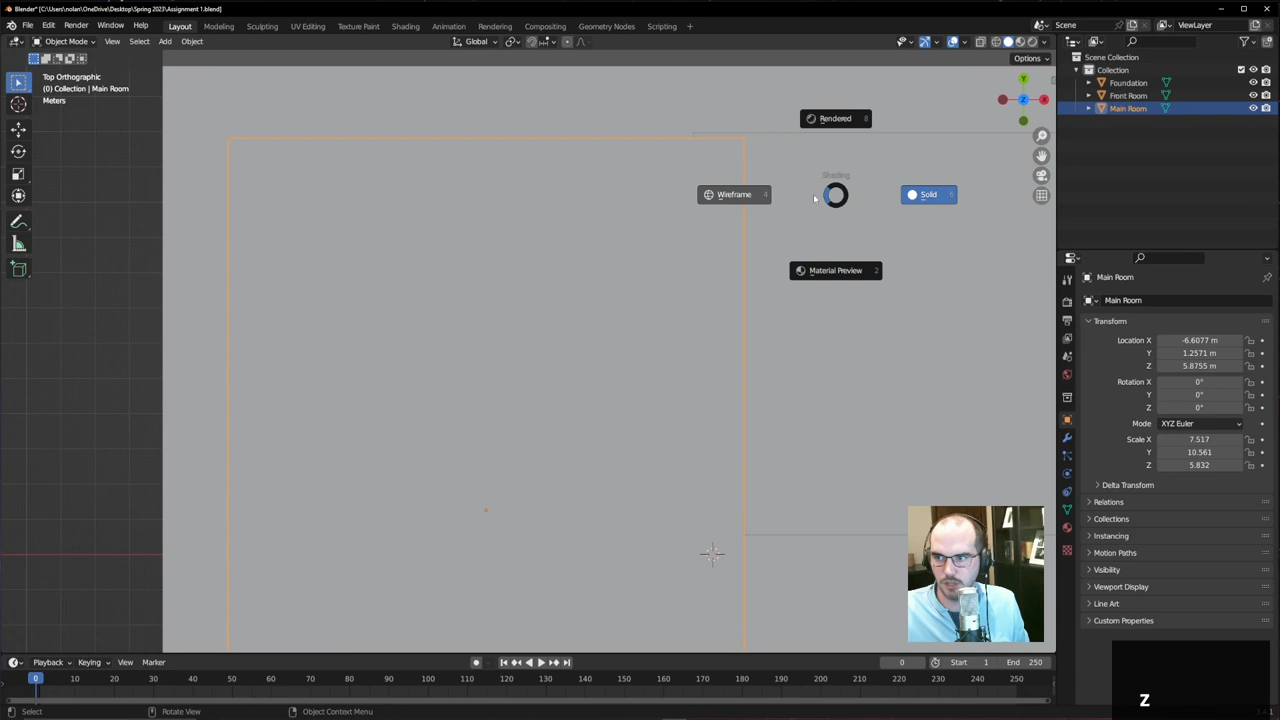 Blender* [C:\Users\nolan\OneDrive\Desktop\Spring 2023\Assignment 1.blend]
File Edit Render Window Help Layout Modeling Sculpting UV Editing Texture Paint Shading Animation Rendering Compositing Geometry Nodes Scripting + Scene ViewLayer
Object Mode View Select Add Object Global
Options
Top Orthographic
(0) Collection | Main Room
Meters
Y
Z
X
Rendered 8
Shading
Wireframe 4
Solid 6
Material Preview 2
Scene Collection
Collection
Foundation
Front Room
Main Room
Main Room
Main Room
Transform
Location X -6.6077 m
Y 1.2571 m
Z 5.8755 m
Rotation X 0°
Y 0°
Z 0°
Mode XYZ Euler
Scale X 7.517
Y 10.561
Z 5.832
Delta Transform
Relations
Collections
Instancing
Motion Paths
Visibility
Viewport Display
Line Art
Custom Properties
Playback Keying View Marker 0 Start 1 End 250
0 10 20 30 40 50 60 70 80 90 100 110 120 130 140 150 160 170 180 190 200 210 220 230 240 250
Select Rotate View Object Context Menu
Z